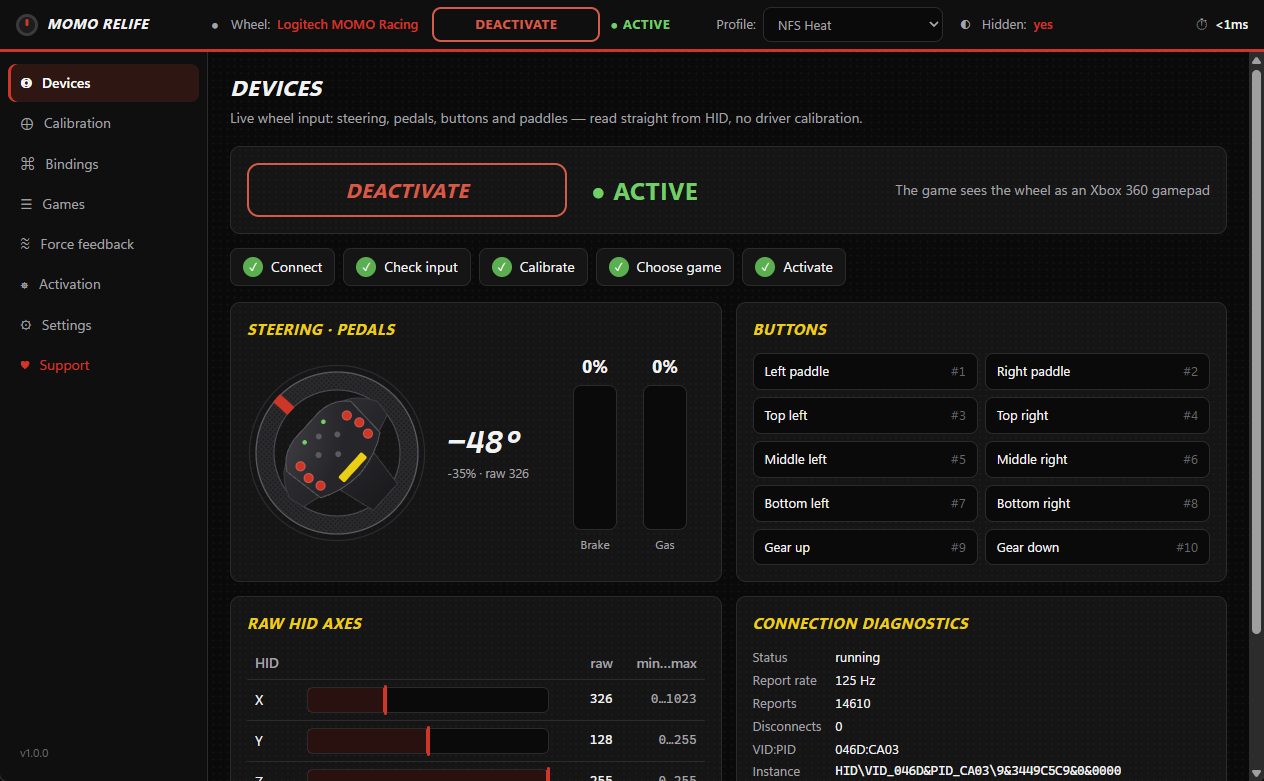 MOMO RELIFE
Wheel: Logitech MOMO Racing
DEACTIVATE
ACTIVE
Profile: NFS Heat
Hidden: yes
<1ms
Devices
Calibration
Bindings
Games
Force feedback
Activation
Settings
Support
v1.0.0
DEVICES
Live wheel input: steering, pedals, buttons and paddles — read straight from HID, no driver calibration.
DEACTIVATE
ACTIVE
The game sees the wheel as an Xbox 360 gamepad
Connect
Check input
Calibrate
Choose game
Activate
STEERING · PEDALS
−48°
-35% · raw 326
0%
Brake
0%
Gas
BUTTONS
Left paddle #1
Right paddle #2
Top left #3
Top right #4
Middle left #5
Middle right #6
Bottom left #7
Bottom right #8
Gear up #9
Gear down #10
RAW HID AXES
HID raw min…max
X 326 0…1023
Y 128 0…255
Z 255 0…255
CONNECTION DIAGNOSTICS
Status running
Report rate 125 Hz
Reports 14610
Disconnects 0
VID:PID 046D:CA03
Instance HID\VID_046D&PID_CA03\9&3449C5C9&0&0000